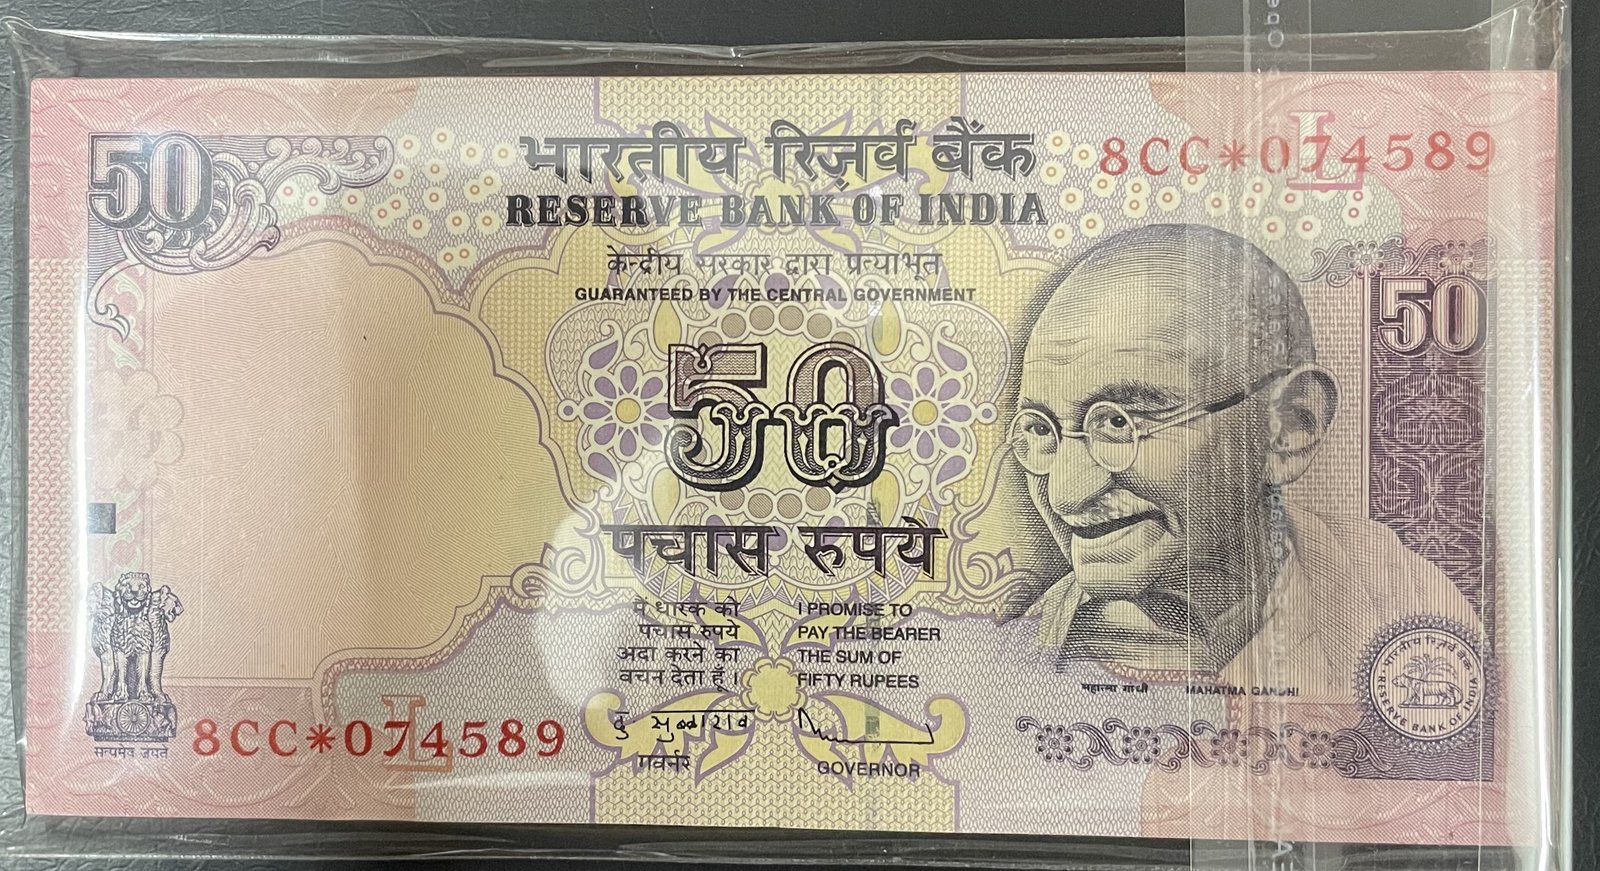 50
भारतीय रिज़र्व बैंक
8CC*074589
L
RESERVE BANK OF INDIA
केन्द्रीय सरकार द्वारा प्रत्याभूत
GUARANTEED BY THE CENTRAL GOVERNMENT
50
50
पचास रुपये
मैं धारक को
पचास रुपये
अदा करने का
वचन देता हूँ।
I PROMISE TO
PAY THE BEARER
THE SUM OF
FIFTY RUPEES
महात्मा गांधी
MAHATMA GANDHI
भारतीय रिज़र्व बैंक
RESERVE BANK OF INDIA
सत्यमेव जयते
8CC*074589
L
दु सुब्बाराव
गवर्नर
GOVERNOR